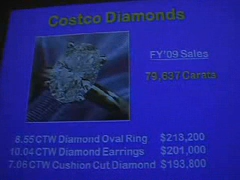 Costco Diamonds
FY'09 Sales
79,637 Carats
6.55 CTW Diamond Oval Ring $213,200
10.04 CTW Diamond Earrings $201,000
7.06 CTW Cushion Cut Diamond $193,800